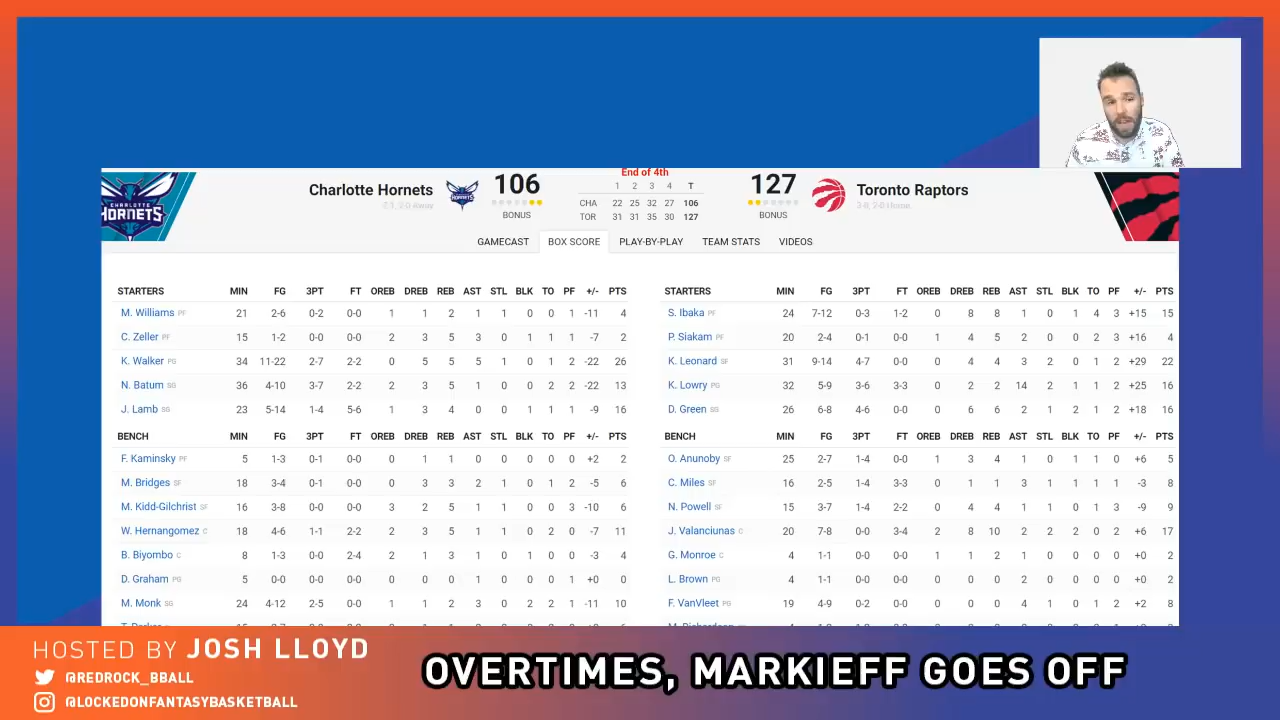 End of 4th
Charlotte Hornets 106 1 2 3 4 T 127 Toronto Raptors
CHARLOTTE HORNETS
CHA 22 25 32 27 106
BONUS TOR 31 31 35 30 127 BONUS
GAMECAST BOX SCORE PLAY-BY-PLAY TEAM STATS VIDEOS
STARTERS MIN FG 3PT FT OREB DREB REB AST STL BLK TO PF +/- PTS
M. Williams PF 21 2-6 0-2 0-0 1 1 2 1 1 0 0 1 -11 4
C. Zeller PF 15 1-2 0-0 0-0 2 3 5 3 0 1 1 1 -7 2
K. Walker PG 34 11-22 2-7 2-2 0 5 5 5 1 0 1 2 -22 26
N. Batum SG 36 4-10 3-7 2-2 2 3 5 1 0 0 2 2 -22 13
J. Lamb SG 23 5-14 1-4 5-6 1 3 4 0 0 1 1 1 -9 16
BENCH MIN FG 3PT FT OREB DREB REB AST STL BLK TO PF +/- PTS
F. Kaminsky PF 5 1-3 0-1 0-0 0 1 1 0 0 0 0 0 +2 2
M. Bridges SF 18 3-4 0-1 0-0 0 3 3 2 1 0 1 2 -5 6
M. Kidd-Gilchrist SF 16 3-8 0-0 0-0 3 2 5 1 1 0 0 3 -10 6
W. Hernangomez C 18 4-6 1-1 2-2 2 3 5 1 1 0 2 0 -7 11
B. Biyombo C 8 1-3 0-0 2-4 2 1 3 1 0 1 0 0 -3 4
D. Graham PG 5 0-0 0-0 0-0 0 0 0 1 0 0 0 1 +0 0
M. Monk SG 24 4-12 2-5 0-0 1 1 2 3 0 2 2 1 -11 10
STARTERS MIN FG 3PT FT OREB DREB REB AST STL BLK TO PF +/- PTS
S. Ibaka PF 24 7-12 0-3 1-2 0 8 8 1 0 1 4 3 +15 15
P. Siakam PF 20 2-4 0-1 0-0 1 4 5 2 0 0 2 3 +16 4
K. Leonard SF 31 9-14 4-7 0-0 0 4 4 3 2 0 1 2 +29 22
K. Lowry PG 32 5-9 3-6 3-3 0 2 2 14 2 1 1 2 +25 16
D. Green SG 26 6-8 4-6 0-0 0 6 6 2 1 2 1 2 +18 16
BENCH MIN FG 3PT FT OREB DREB REB AST STL BLK TO PF +/- PTS
O. Anunoby SF 25 2-7 1-4 0-0 1 3 4 1 0 1 1 0 +6 5
C. Miles SF 16 2-5 1-4 3-3 0 1 1 3 1 1 1 1 -3 8
N. Powell SF 15 3-7 1-4 2-2 0 4 4 1 1 0 1 3 -9 9
J. Valanciunas C 20 7-8 0-0 3-4 2 8 10 2 2 2 0 2 +6 17
G. Monroe C 4 1-1 0-0 0-0 1 1 2 1 0 0 0 0 +0 2
L. Brown PG 4 1-1 0-0 0-0 0 0 0 2 0 0 0 0 +0 2
F. VanVleet PG 19 4-9 0-2 0-0 0 0 0 4 1 0 1 2 +2 8
HOSTED BY JOSH LLOYD
@REDROCK_BBALL
@LOCKEDONFANTASYBASKETBALL
OVERTIMES, MARKIEFF GOES OFF